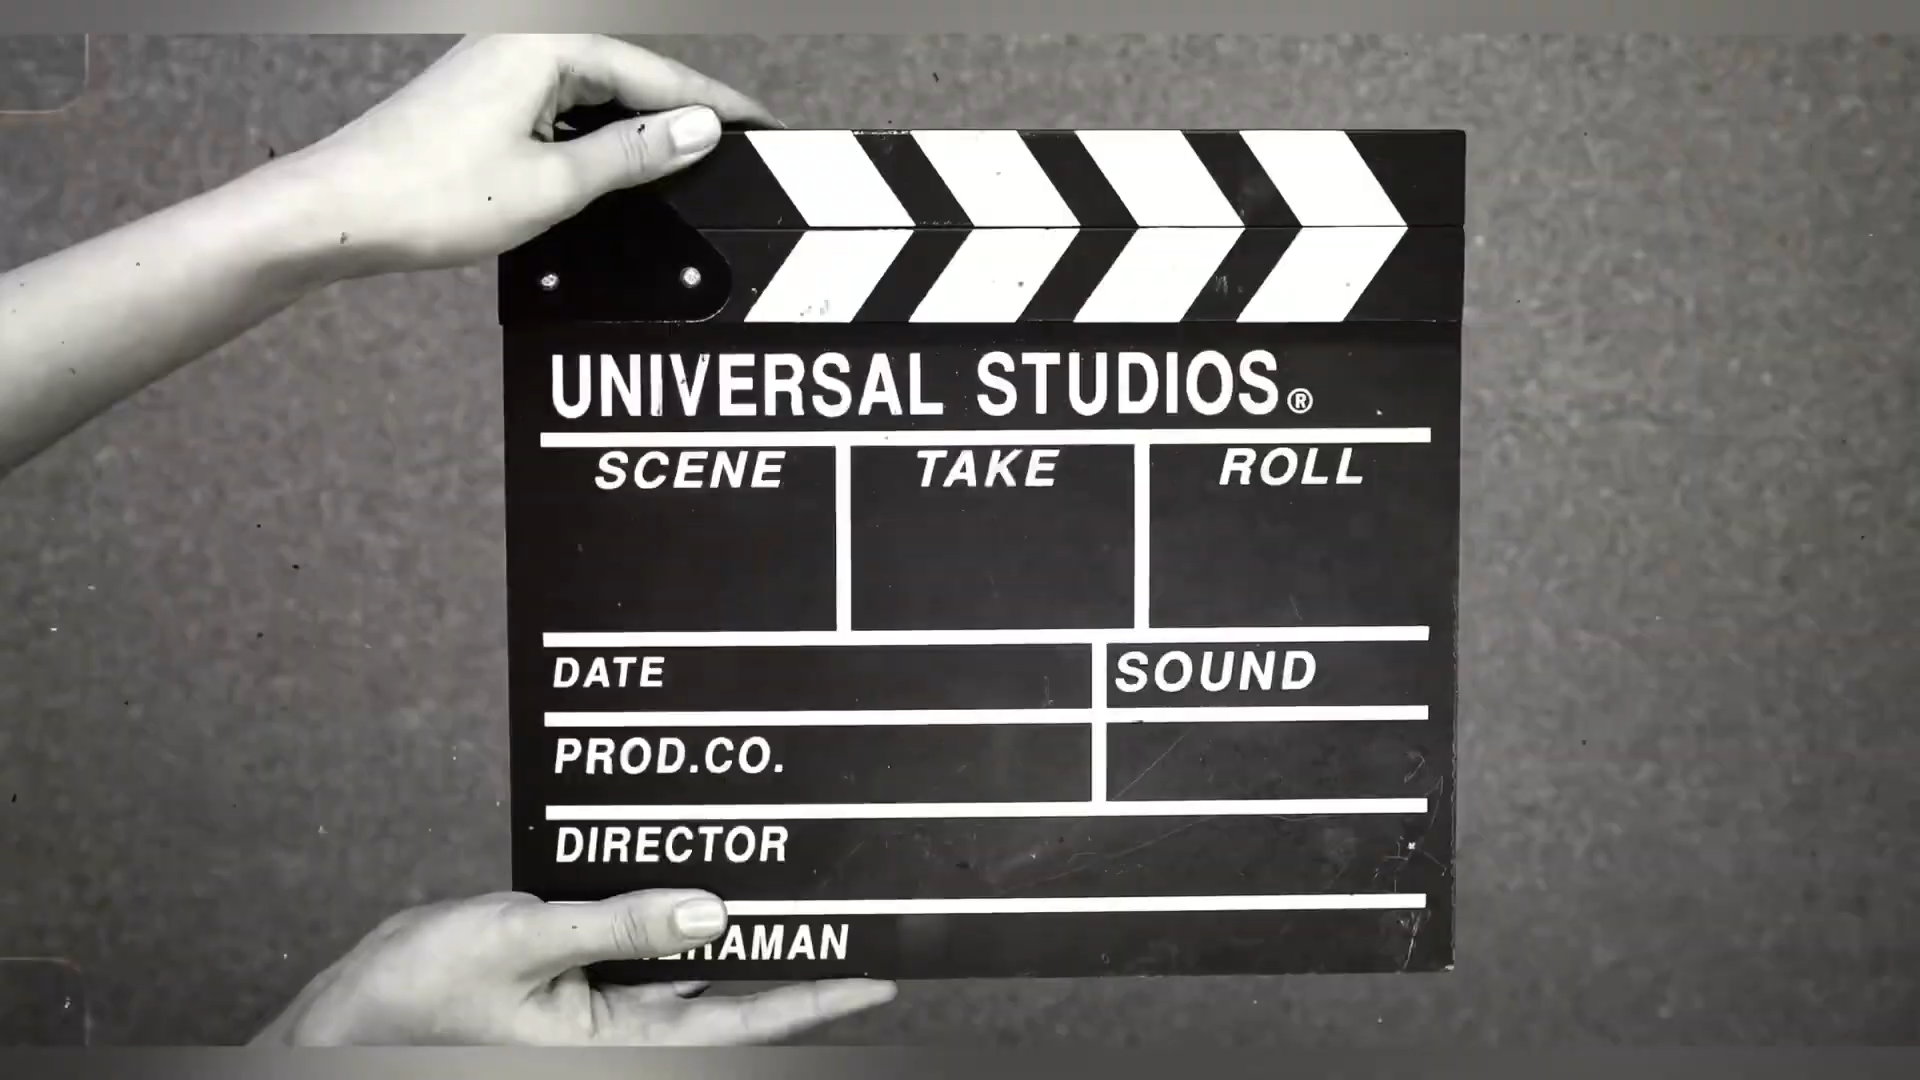 UNIVERSAL STUDIOS®
SCENE TAKE ROLL
DATE SOUND
PROD.CO.
DIRECTOR